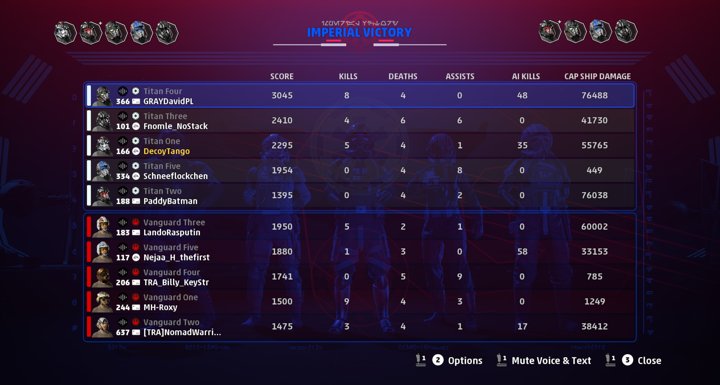 IMPERIAL VICTORY
SCORE KILLS DEATHS ASSISTS AI KILLS CAP SHIP DAMAGE
Titan Four
366 GRAYDavidPL 3045 8 4 0 48 76488
Titan Three
101 Fnomle_NoStack 2410 4 6 6 0 41730
Titan One
166 DecoyTango 2295 5 4 1 35 55765
Titan Five
334 Schneeflockchen 1954 0 4 8 0 449
Titan Two
188 PaddyBatman 1395 0 4 2 0 76038
Vanguard Three
183 LandoRasputin 1950 5 2 1 0 60002
Vanguard Five
117 Nejaa_H_thefirst 1880 1 3 0 58 33153
Vanguard Four
206 TRA_Billy_KeyStr 1741 0 5 9 0 785
Vanguard One
244 MH-Roxy 1500 9 4 3 0 1249
Vanguard Two
637 [TRA]NomadWarri... 1475 3 4 1 17 38412
1 2 Options 1 Mute Voice & Text 1 3 Close